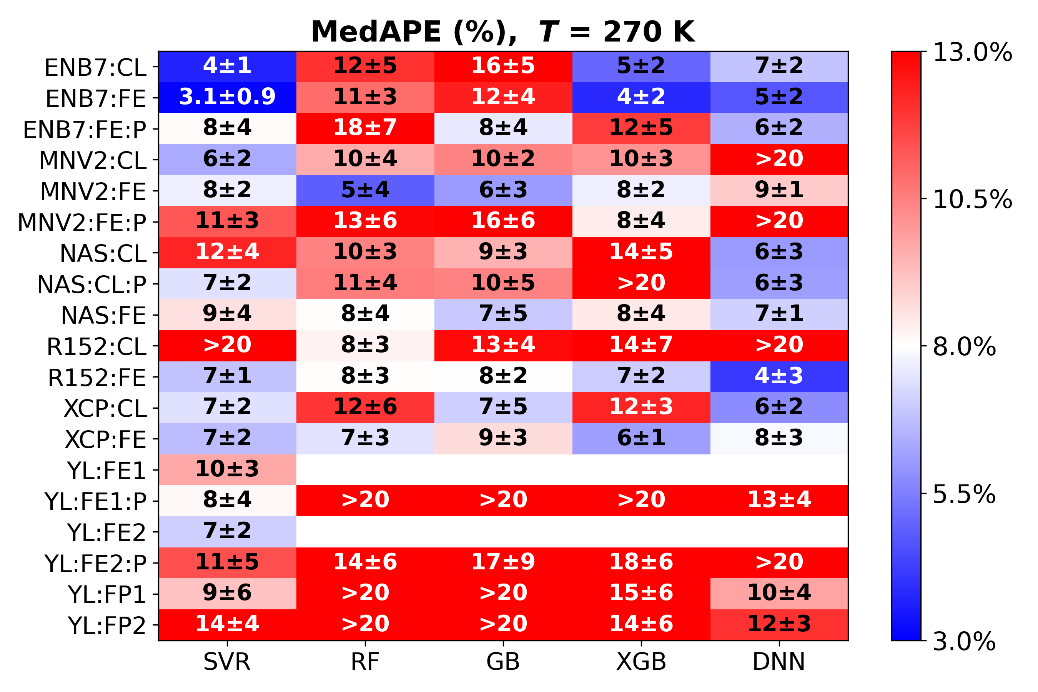 MedAPE (%), T = 270 K
ENB7:CL 4±1 12±5 16±5 5±2 7±2
ENB7:FE 3.1±0.9 11±3 12±4 4±2 5±2
ENB7:FE:P 8±4 18±7 8±4 12±5 6±2
MNV2:CL 6±2 10±4 10±2 10±3 >20
MNV2:FE 8±2 5±4 6±3 8±2 9±1
MNV2:FE:P 11±3 13±6 16±6 8±4 >20
NAS:CL 12±4 10±3 9±3 14±5 6±3
NAS:CL:P 7±2 11±4 10±5 >20 6±3
NAS:FE 9±4 8±4 7±5 8±4 7±1
R152:CL >20 8±3 13±4 14±7 >20
R152:FE 7±1 8±3 8±2 7±2 4±3
XCP:CL 7±2 12±6 7±5 12±3 6±2
XCP:FE 7±2 7±3 9±3 6±1 8±3
YL:FE1 10±3
YL:FE1:P 8±4 >20 >20 >20 13±4
YL:FE2 7±2
YL:FE2:P 11±5 14±6 17±9 18±6 >20
YL:FP1 9±6 >20 >20 15±6 10±4
YL:FP2 14±4 >20 >20 14±6 12±3
SVR RF GB XGB DNN
13.0%
10.5%
8.0%
5.5%
3.0%